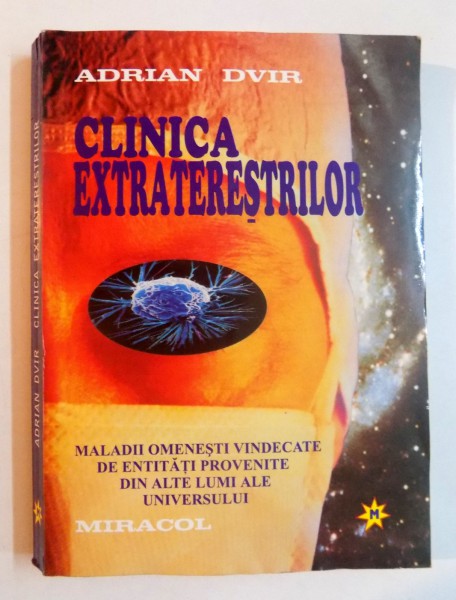 ADRIAN DVIR
CLINICA
EXTRATEREȘTRILOR
MALADII OMENEȘTI VINDECATE
DE ENTITĂȚI PROVENITE
DIN ALTE LUMI ALE
UNIVERSULUI
MIRACOL
M
ADRIAN DVIR CLINICA EXTRATEREȘTRILOR